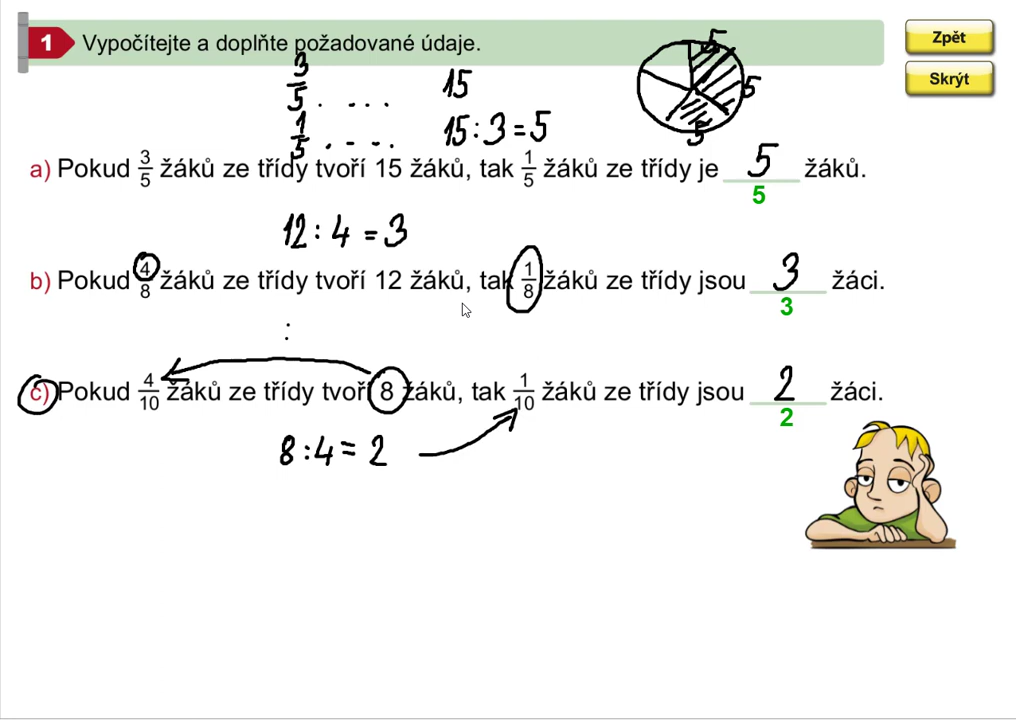 1 Vypočítejte a doplňte požadované údaje.
Zpět
Skrýt
3/5 . ... 15
1/5 . - - . 15 : 3 = 5
5
5
5
a) Pokud 3/5 žáků ze třídy tvoří 15 žáků, tak 1/5 žáků ze třídy je 5 žáků.
5
12 : 4 = 3
b) Pokud 4/8 žáků ze třídy tvoří 12 žáků, tak 1/8 žáků ze třídy jsou 3 žáci.
3
:
c) Pokud 4/10 žáků ze třídy tvoří 8 žáků, tak 1/10 žáků ze třídy jsou 2 žáci.
2
8 : 4 = 2